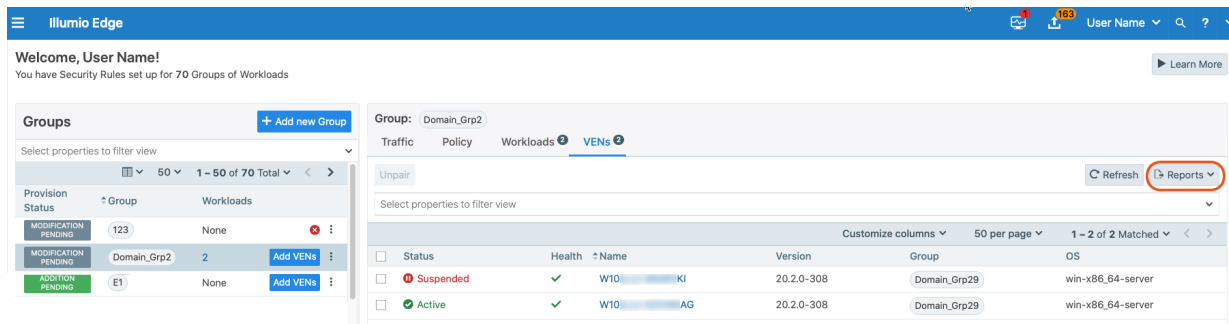 Illumio Edge
1
163
User Name
?
Welcome, User Name!
You have Security Rules set up for 70 Groups of Workloads
Learn More
Groups
+ Add new Group
Select properties to filter view
50
1 – 50 of 70 Total
Provision Status
Group
Workloads
MODIFICATION PENDING
123
None
MODIFICATION PENDING
Domain_Grp2
2
Add VENs
ADDITION PENDING
E1
None
Add VENs
Group: Domain_Grp2
Traffic
Policy
Workloads 2
VENs 2
Unpair
Refresh
Reports
Select properties to filter view
Customize columns
50 per page
1 – 2 of 2 Matched
Status
Health
Name
Version
Group
OS
Suspended
W10
KI
20.2.0-308
Domain_Grp29
win-x86_64-server
Active
W10
AG
20.2.0-308
Domain_Grp29
win-x86_64-server